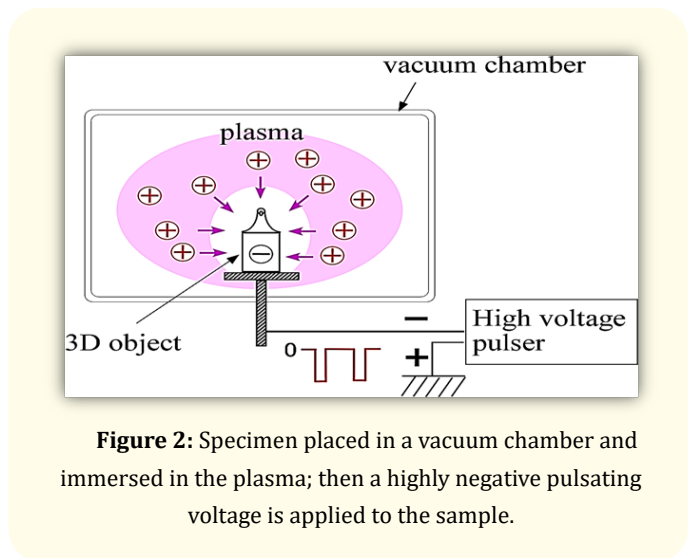 vacuum chamber
plasma
3D object
0
−
+
High voltage
pulser
Figure 2: Specimen placed in a vacuum chamber and
immersed in the plasma; then a highly negative pulsating
voltage is applied to the sample.